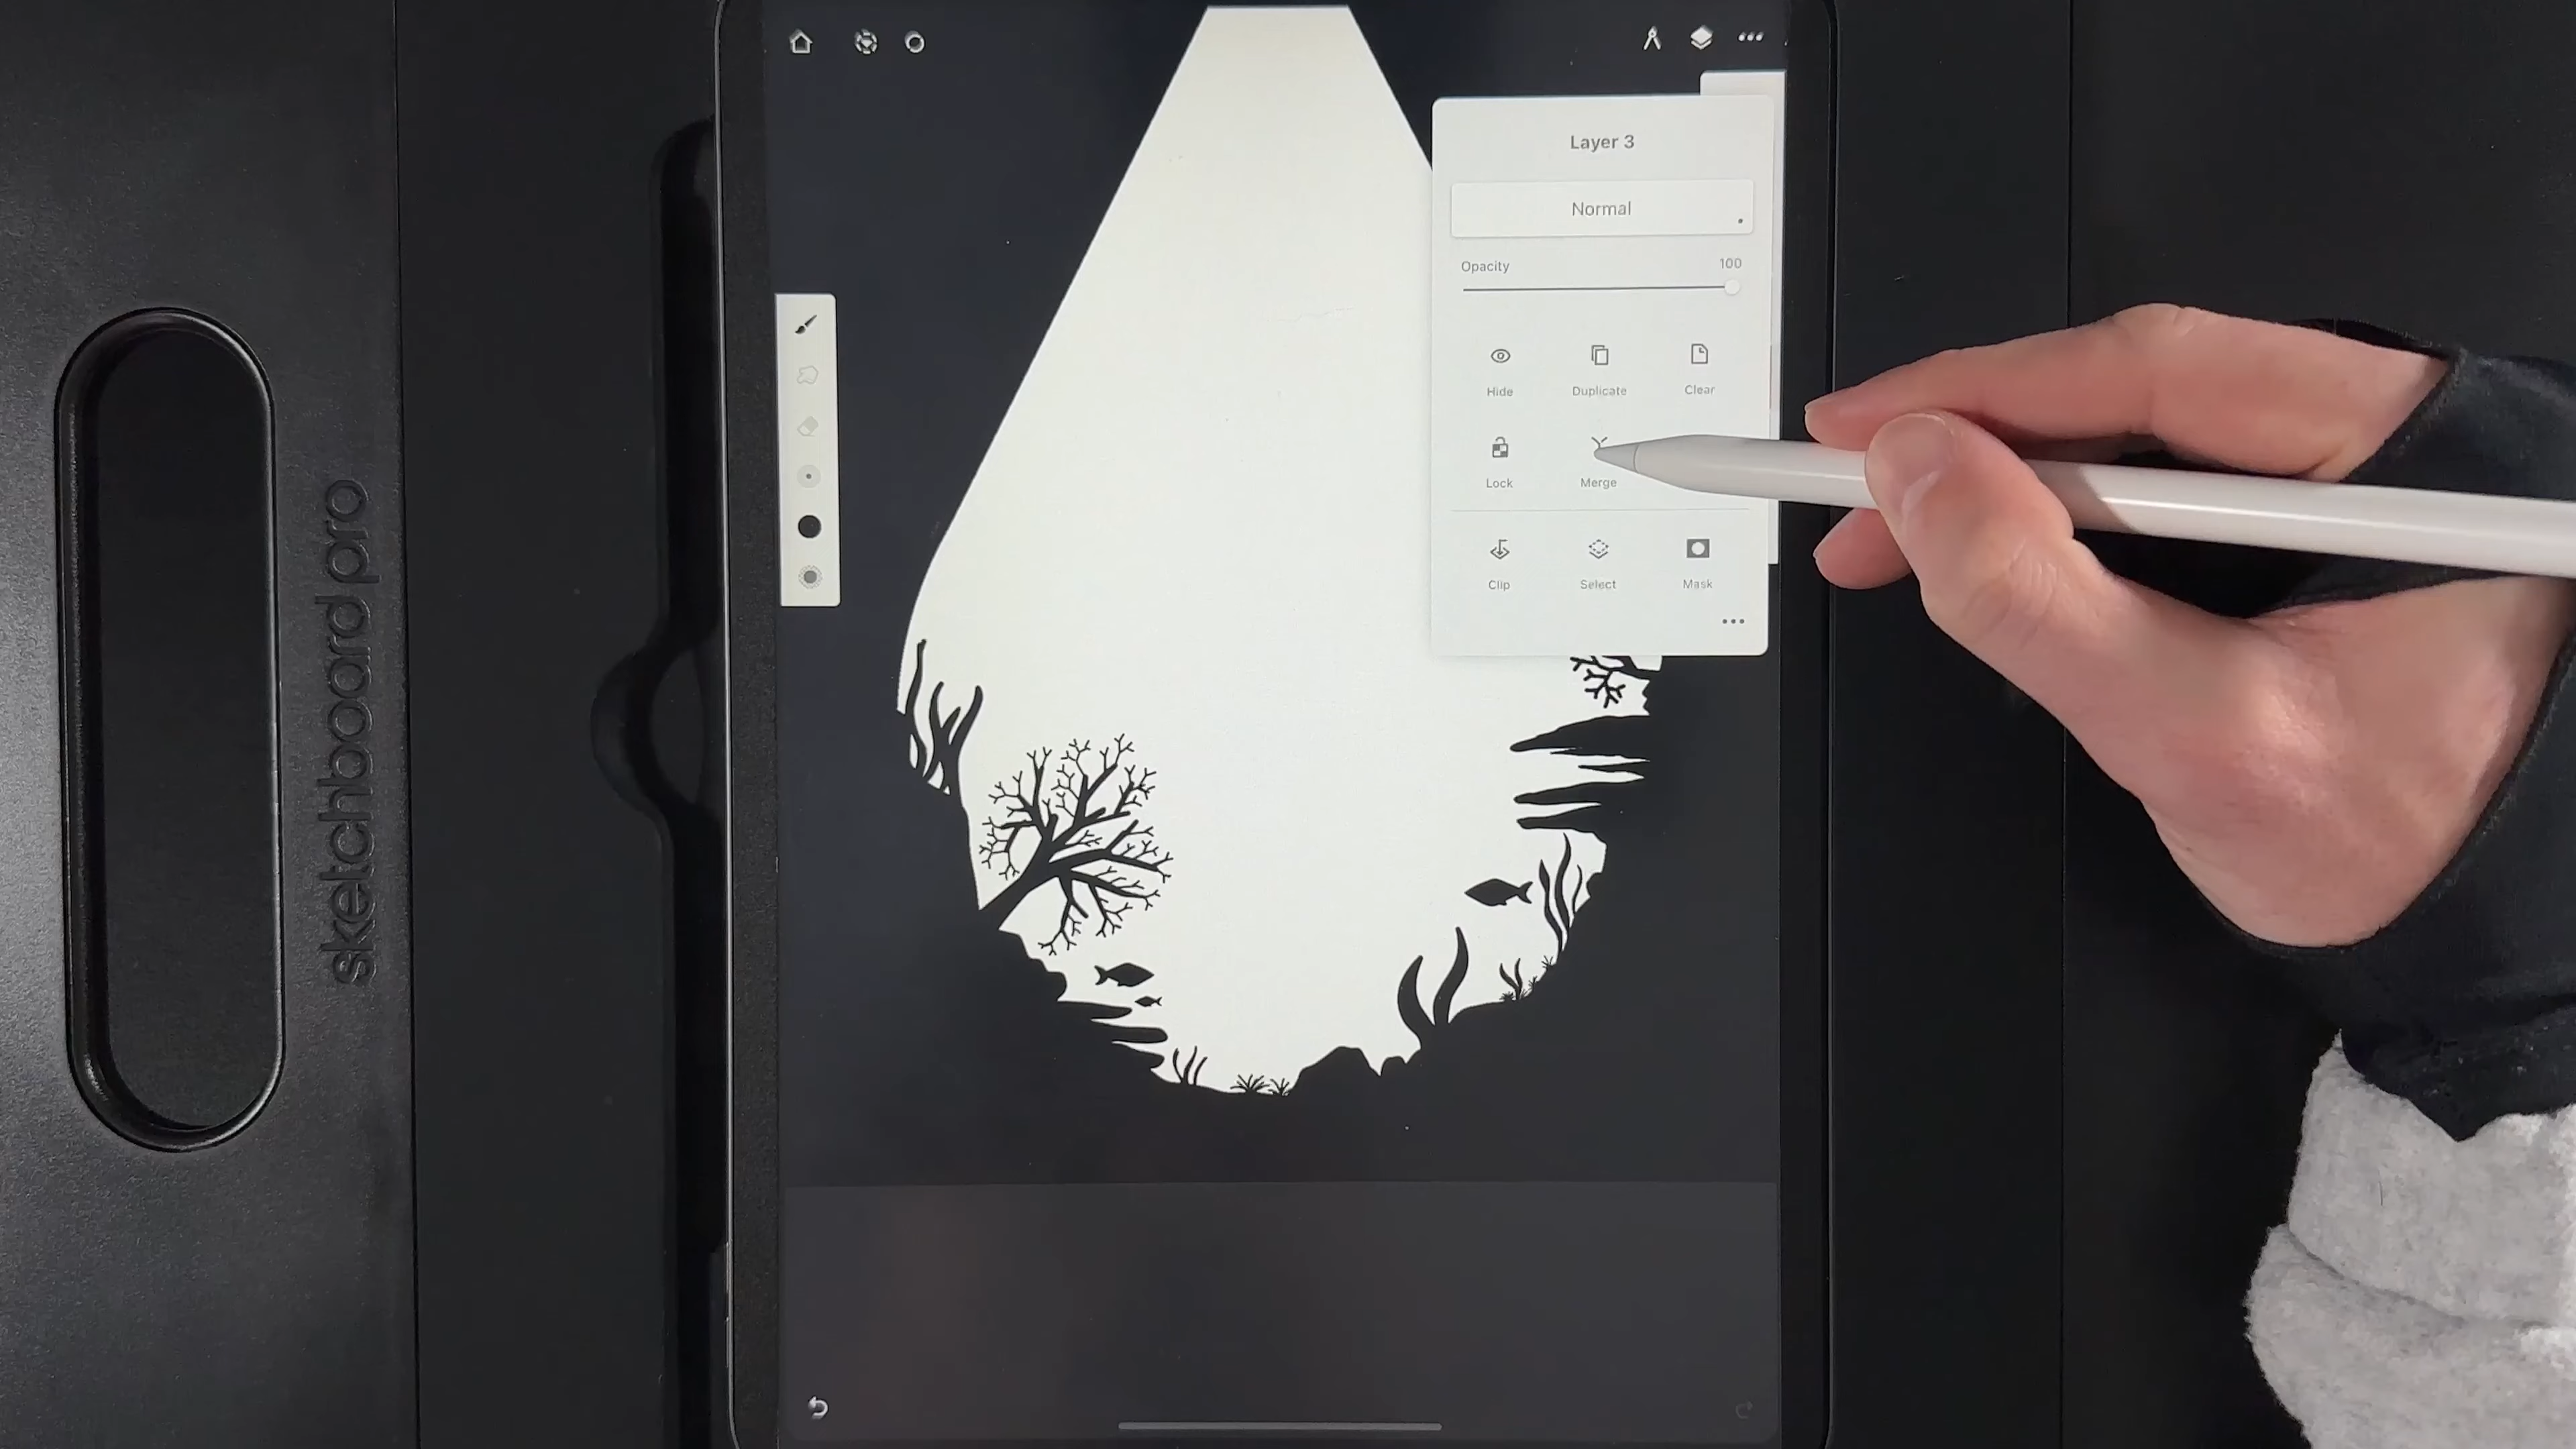 sketchboard pro
Layer 3
Normal
Opacity 100
Hide Duplicate Clear
Lock Merge
Clip Select Mask